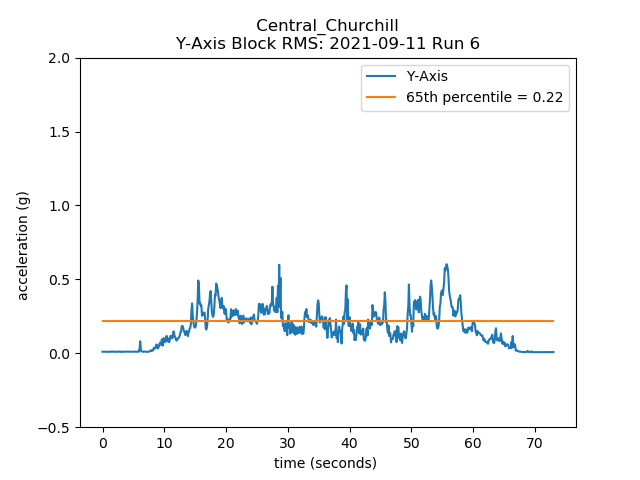 Central_Churchill
Y-Axis Block RMS: 2021-09-11 Run 6
Y-Axis
65th percentile = 0.22
acceleration (g)
2.0
1.5
1.0
0.5
0.0
−0.5
0 10 20 30 40 50 60 70
time (seconds)